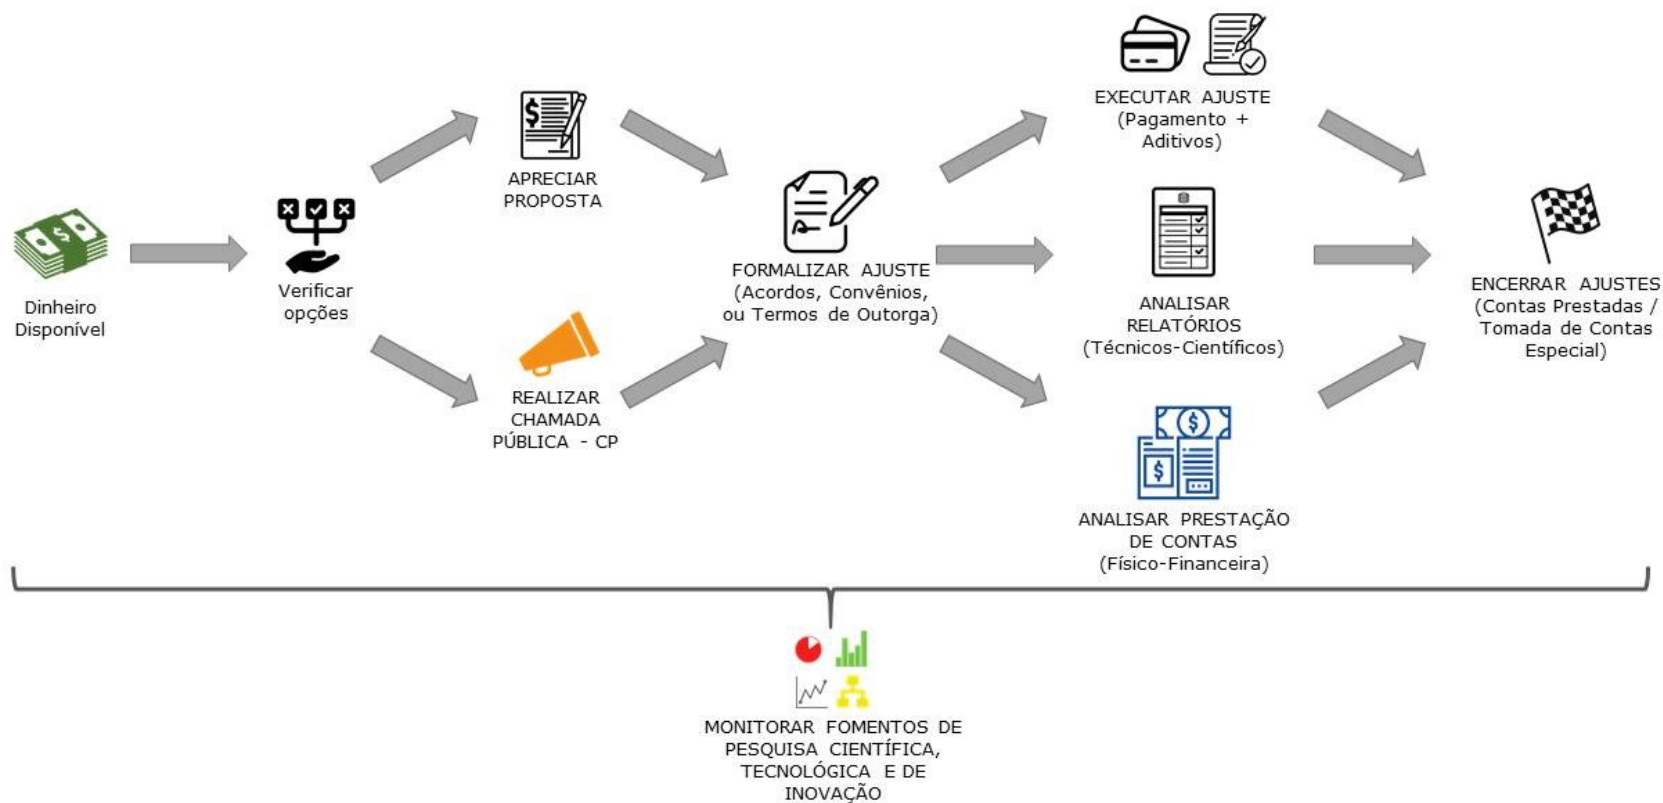 Dinheiro
Disponível
Verificar
opções
APRECIAR
PROPOSTA
REALIZAR
CHAMADA
PÚBLICA - CP
FORMALIZAR AJUSTE
(Acordos, Convênios,
ou Termos de Outorga)
EXECUTAR AJUSTE
(Pagamento +
Aditivos)
ANALISAR
RELATÓRIOS
(Técnicos-Científicos)
ANALISAR PRESTAÇÃO
DE CONTAS
(Físico-Financeira)
ENCERRAR AJUSTES
(Contas Prestadas /
Tomada de Contas
Especial)
MONITORAR FOMENTOS DE
PESQUISA CIENTÍFICA,
TECNOLÓGICA E DE
INOVAÇÃO